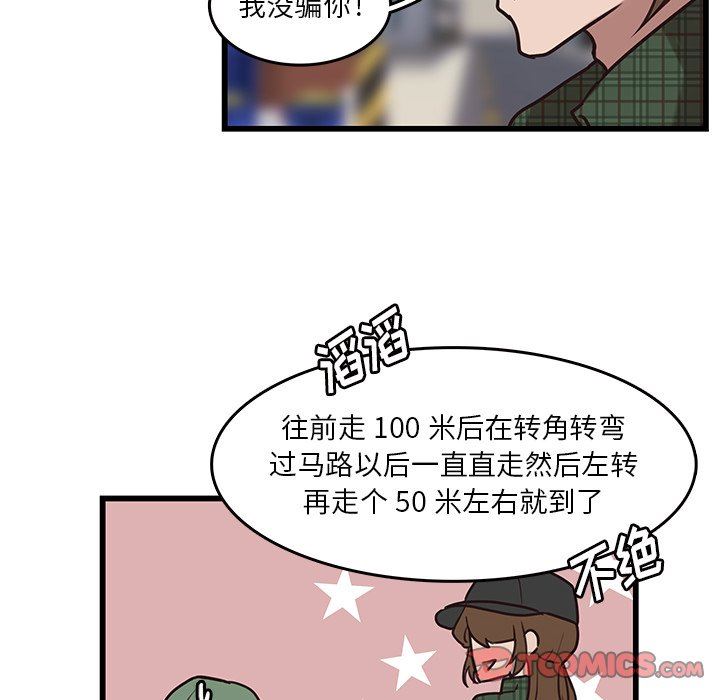 我没骗你！
滔滔
往前走 100 米后在转角转弯
过马路以后一直直走然后左转
再走个 50 米左右就到了
不绝
DTCOMICS.COM